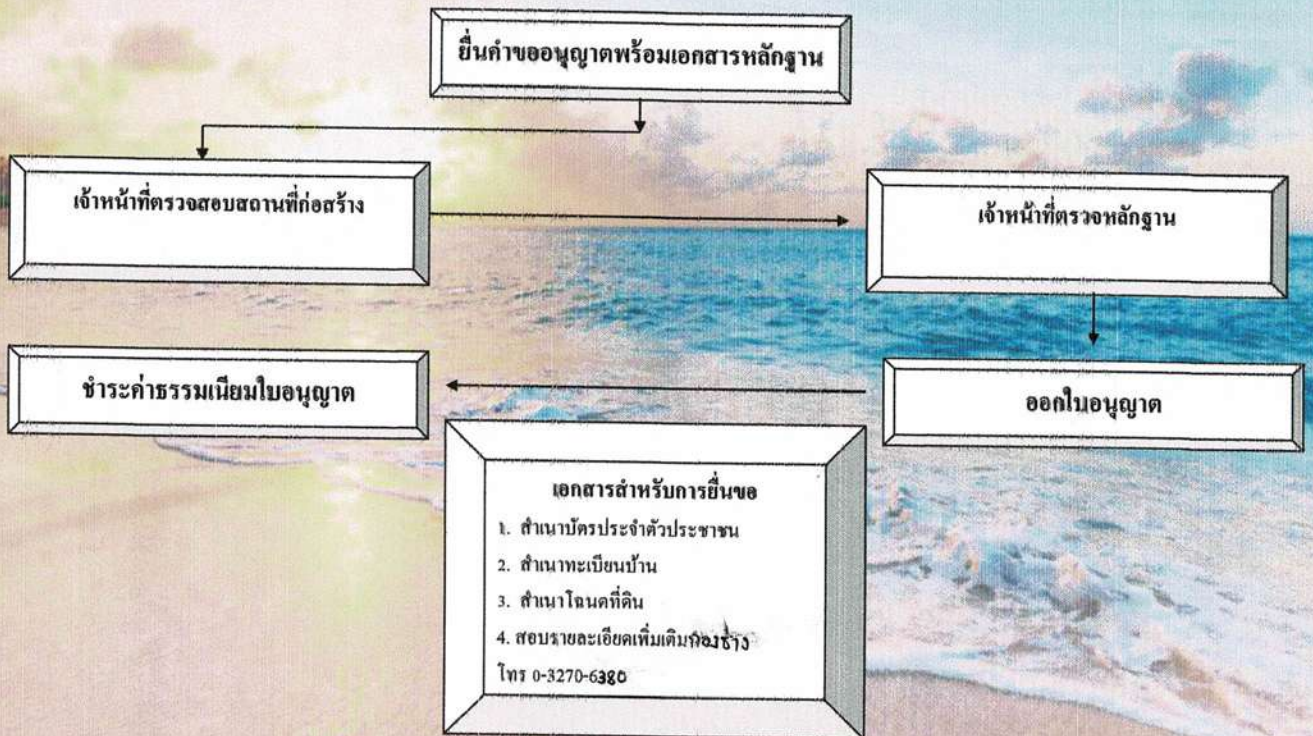 ยื่นคำขออนุญาตพร้อมเอกสารหลักฐาน
เจ้าหน้าที่ตรวจสอบสถานที่ก่อสร้าง
เจ้าหน้าที่ตรวจหลักฐาน
ชำระค่าธรรมเนียมใบอนุญาต
ออกใบอนุญาต
เอกสารสำหรับการยื่นขอ
1. สำเนาบัตรประจำตัวประชาชน
2. สำเนาทะเบียนบ้าน
3. สำเนาโฉนดที่ดิน
4. สอบรายละเอียดเพิ่มเติมกองช่าง
โทร 0-3270-6380